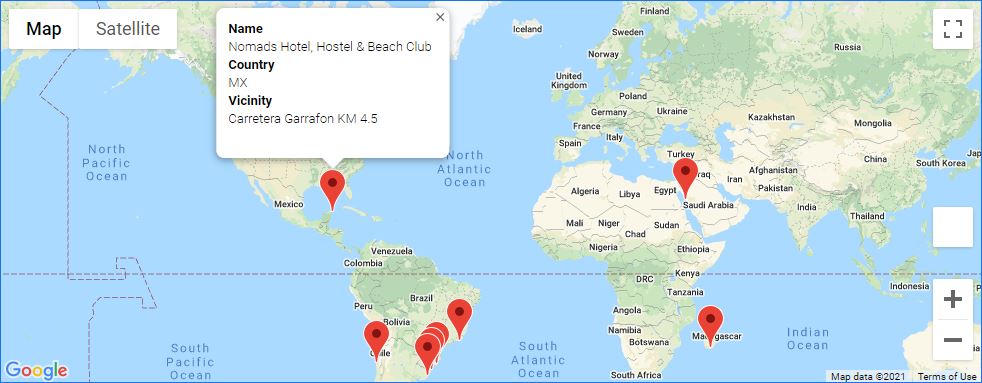 Map
Satellite
×
Name
Nomads Hotel, Hostel & Beach Club
Country
MX
Vicinity
Carretera Garrafon KM 4.5
Iceland
Sweden
Finland
Norway
Russia
United
Kingdom
Poland
Germany
Ukraine
France
Kazakhstan
Mongolia
Spain
Turkey
China
South Korea
Ja
North
Pacific
Ocean
North
Atlantic
Ocean
Algeria
Libya
Egypt
raq
Iran
Afghanistan
Pakistan
Saudi Arabia
India
Mexico
Mali
Niger
Sudan
Chad
Thailand
Nigeria
Ethiopia
Venezuela
Colombia
DRC
Kenya
Indonesia
Tanzania
Brazil
Peru
Angola
Bolivia
Namibia
Botswana
Chile
South
Pacific
Ocean
South
Atlantic
Ocean
Indian
Ocean
South Africa
Google
Map data ©2021
Terms of Use